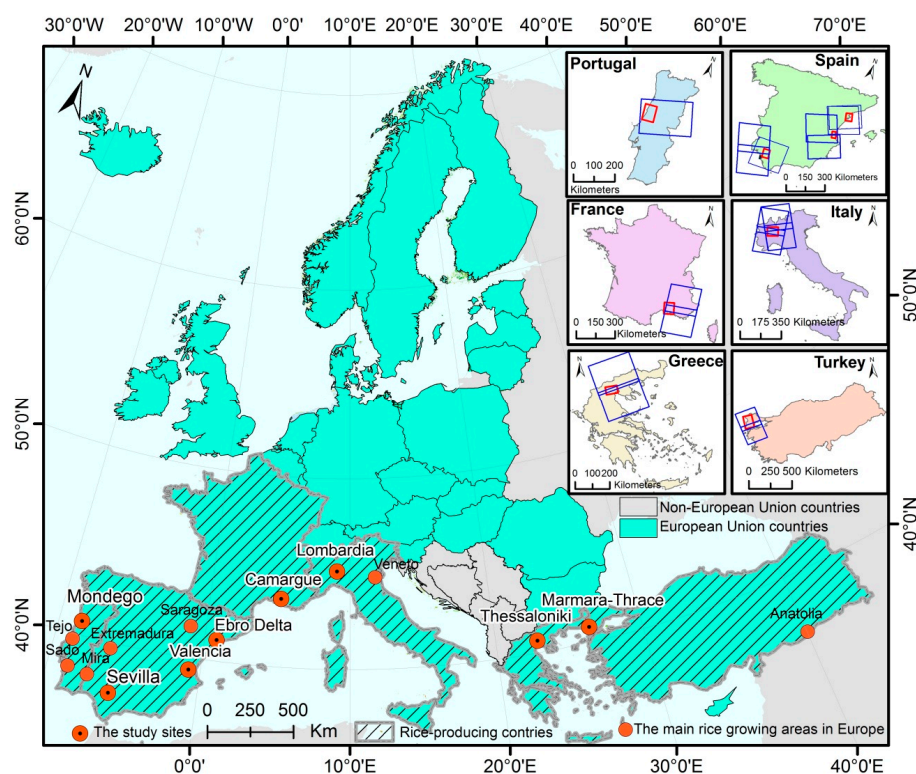 30°0'W 20°0'W 10°0'W 0°0' 10°0'E 20°0'E 30°0'E 40°0'E 50°0'E 60°0'E 70°0'E
N
60°0'N
50°0'N
40°0'N
50°0'N
40°0'N
Portugal
N
0 100 200
Kilometers
Spain
N
0 150 300
Kilometers
France
N
0 150 300
Kilometers
Italy
N
0 175 350
Kilometers
Greece
N
0 100 200
Kilometers
Turkey
N
0 250 500
Kilometers
Non-European Union countries
European Union countries
Lombardia
Veneto
Camargue
Mondego
Saragoza
Tejo
Extremadura
Ebro Delta
Sado
Mira
Valencia
Sevilla
Thessaloniki
Marmara-Thrace
Anatolia
0 250 500
Km
The study sites
Rice-producing contries
The main rice growing areas in Europe
0°0' 10°0'E 20°0'E 30°0'E 40°0'E